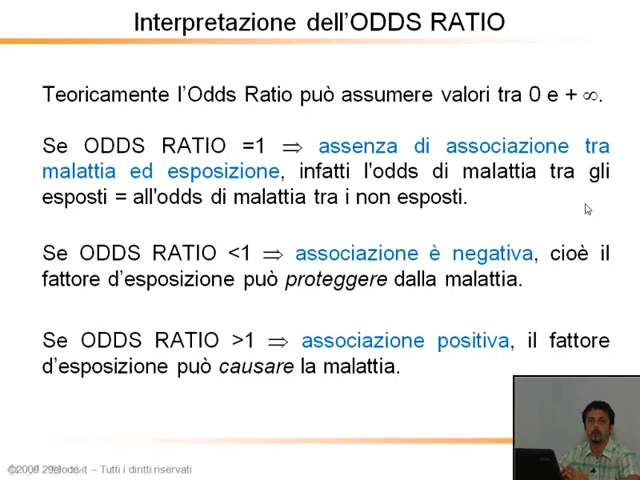 Interpretazione dell'ODDS RATIO
Teoricamente l'Odds Ratio può assumere valori tra 0 e + ∞.
Se ODDS RATIO =1 ⇒ assenza di associazione tra
malattia ed esposizione, infatti l'odds di malattia tra gli
esposti = all'odds di malattia tra i non esposti.
Se ODDS RATIO <1 ⇒ associazione è negativa, cioè il
fattore d'esposizione può proteggere dalla malattia.
Se ODDS RATIO >1 ⇒ associazione positiva, il fattore
d'esposizione può causare la malattia.
– Tutti i diritti riservati